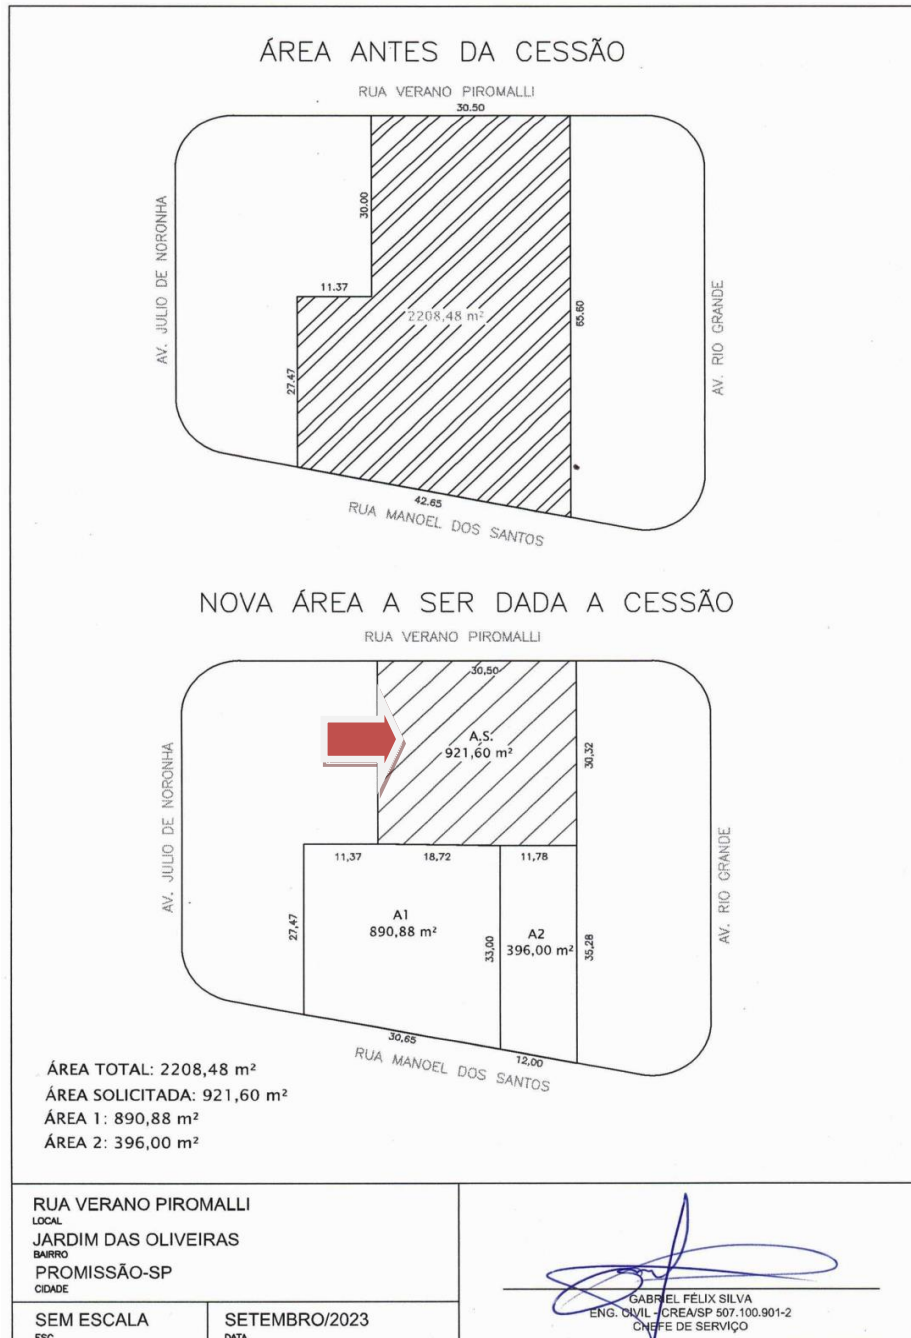 ÁREA ANTES DA CESSÃO
RUA VERANO PIROMALLI
30.50
AV. JULIO DE NORONHA
30.00
11.37
2208,48 m²
65.60
AV. RIO GRANDE
27.47
42.65
RUA MANOEL DOS SANTOS
NOVA ÁREA A SER DADA A CESSÃO
RUA VERANO PIROMALLI
30,50
AV. JULIO DE NORONHA
A.S.
921,60 m²
30,32
11,37
18,72
11,78
AV. RIO GRANDE
27,47
A1
890,88 m²
33,00
A2
396,00 m²
35,28
30,65
12,00
RUA MANOEL DOS SANTOS
ÁREA TOTAL: 2208,48 m²
ÁREA SOLICITADA: 921,60 m²
ÁREA 1: 890,88 m²
ÁREA 2: 396,00 m²
RUA VERANO PIROMALLI
LOCAL
JARDIM DAS OLIVEIRAS
BAIRRO
PROMISSÃO-SP
CIDADE
SEM ESCALA
ESC
SETEMBRO/2023
DATA
GABRIEL FÉLIX SILVA
ENG. CIVIL - CREA/SP 507.100.901-2
CHEFE DE SERVIÇO